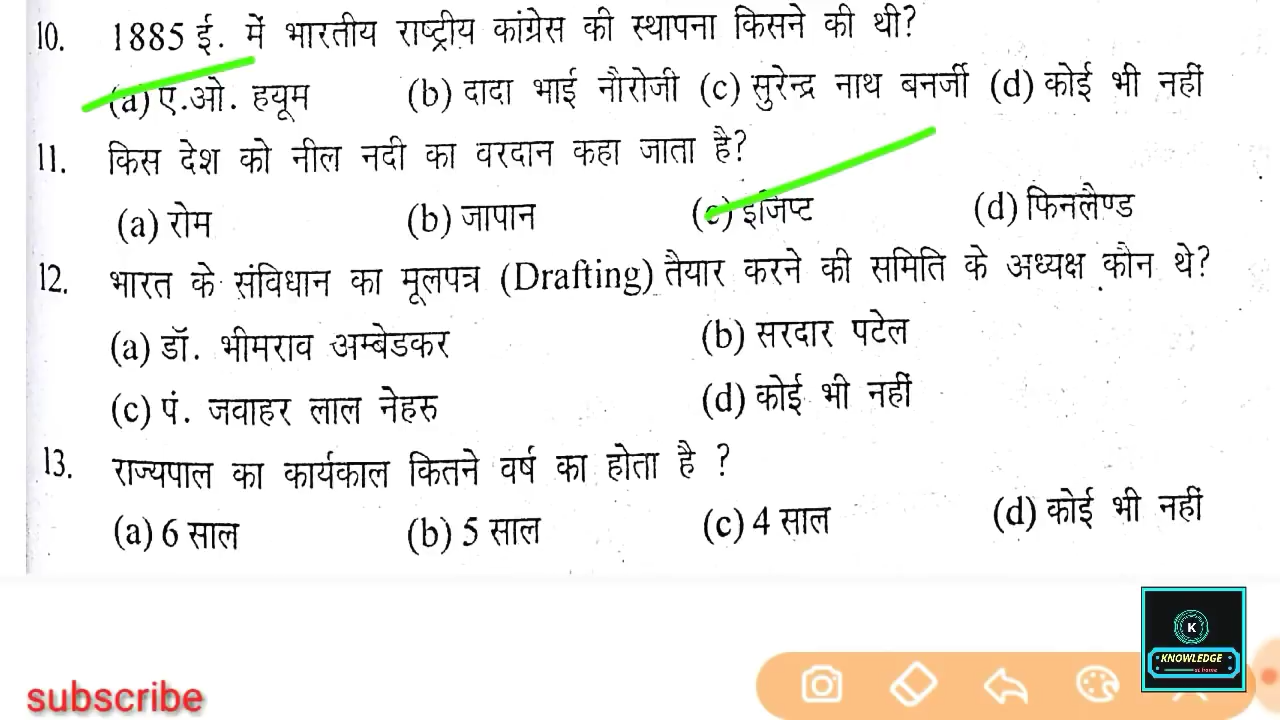 10. 1885 ई. में भारतीय राष्ट्रीय कांग्रेस की स्थापना किसने की थी?
(a) ए.ओ. हयूम (b) दादा भाई नौरोजी (c) सुरेन्द्र नाथ बनर्जी (d) कोई भी नहीं
11. किस देश को नील नदी का वरदान कहा जाता है?
(a) रोम (b) जापान (c) इजिप्ट (d) फिनलैण्ड
12. भारत के संविधान का मूलपत्र (Drafting) तैयार करने की समिति के अध्यक्ष कौन थे?
(a) डॉ. भीमराव अम्बेडकर (b) सरदार पटेल
(c) पं. जवाहर लाल नेहरु (d) कोई भी नहीं
13. राज्यपाल का कार्यकाल कितने वर्ष का होता है ?
(a) 6 साल (b) 5 साल (c) 4 साल (d) कोई भी नहीं
K
KNOWLEDGE
at home
subscribe